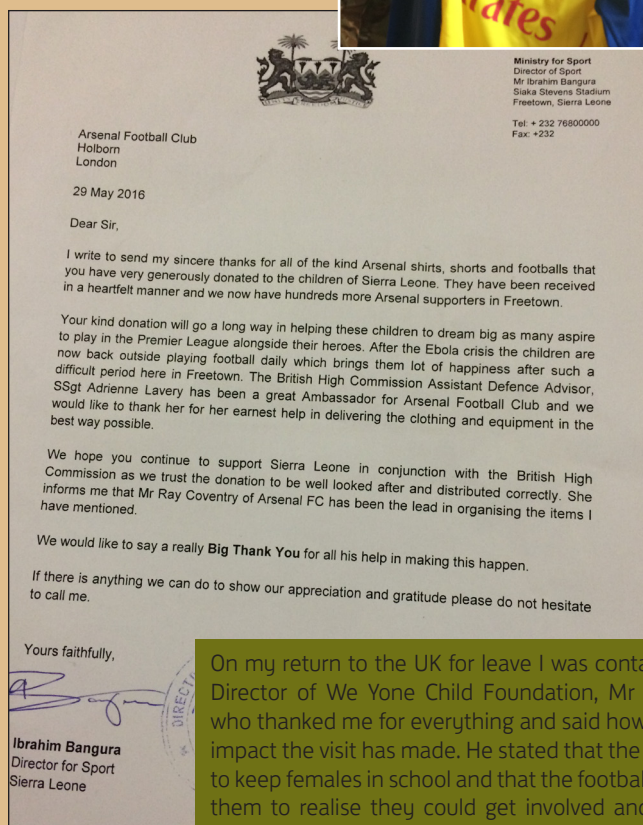 Ministry for Sport
Director of Sport
Mr Ibrahim Bangura
Siaka Stevens Stadium
Freetown, Sierra Leone
Tel: + 232 76800000
Fax: +232
Arsenal Football Club
Holborn
London
29 May 2016
Dear Sir,
I write to send my sincere thanks for all of the kind Arsenal shirts, shorts and footballs that
you have very generously donated to the children of Sierra Leone. They have been received
in a heartfelt manner and we now have hundreds more Arsenal supporters in Freetown.
Your kind donation will go a long way in helping these children to dream big as many aspire
to play in the Premier League alongside their heroes. After the Ebola crisis the children are
now back outside playing football daily which brings them lot of happiness after such a
difficult period here in Freetown. The British High Commission Assistant Defence Advisor,
SSgt Adrienne Lavery has been a great Ambassador for Arsenal Football Club and we
would like to thank her for her earnest help in delivering the clothing and equipment in the
best way possible.
We hope you continue to support Sierra Leone in conjunction with the British High
Commission as we trust the donation to be well looked after and distributed correctly. She
informs me that Mr Ray Coventry of Arsenal FC has been the lead in organising the items I
have mentioned.
We would like to say a really Big Thank You for all his help in making this happen.
If there is anything we can do to show our appreciation and gratitude please do not hesitate
to call me.
Yours faithfully,
DIRECT
Ibrahim Bangura
Director for Sport
Sierra Leone
On my return to the UK for leave I was conta
Director of We Yone Child Foundation, Mr
who thanked me for everything and said how
impact the visit has made. He stated that the
to keep females in school and that the footbal
them to realise they could get involved and